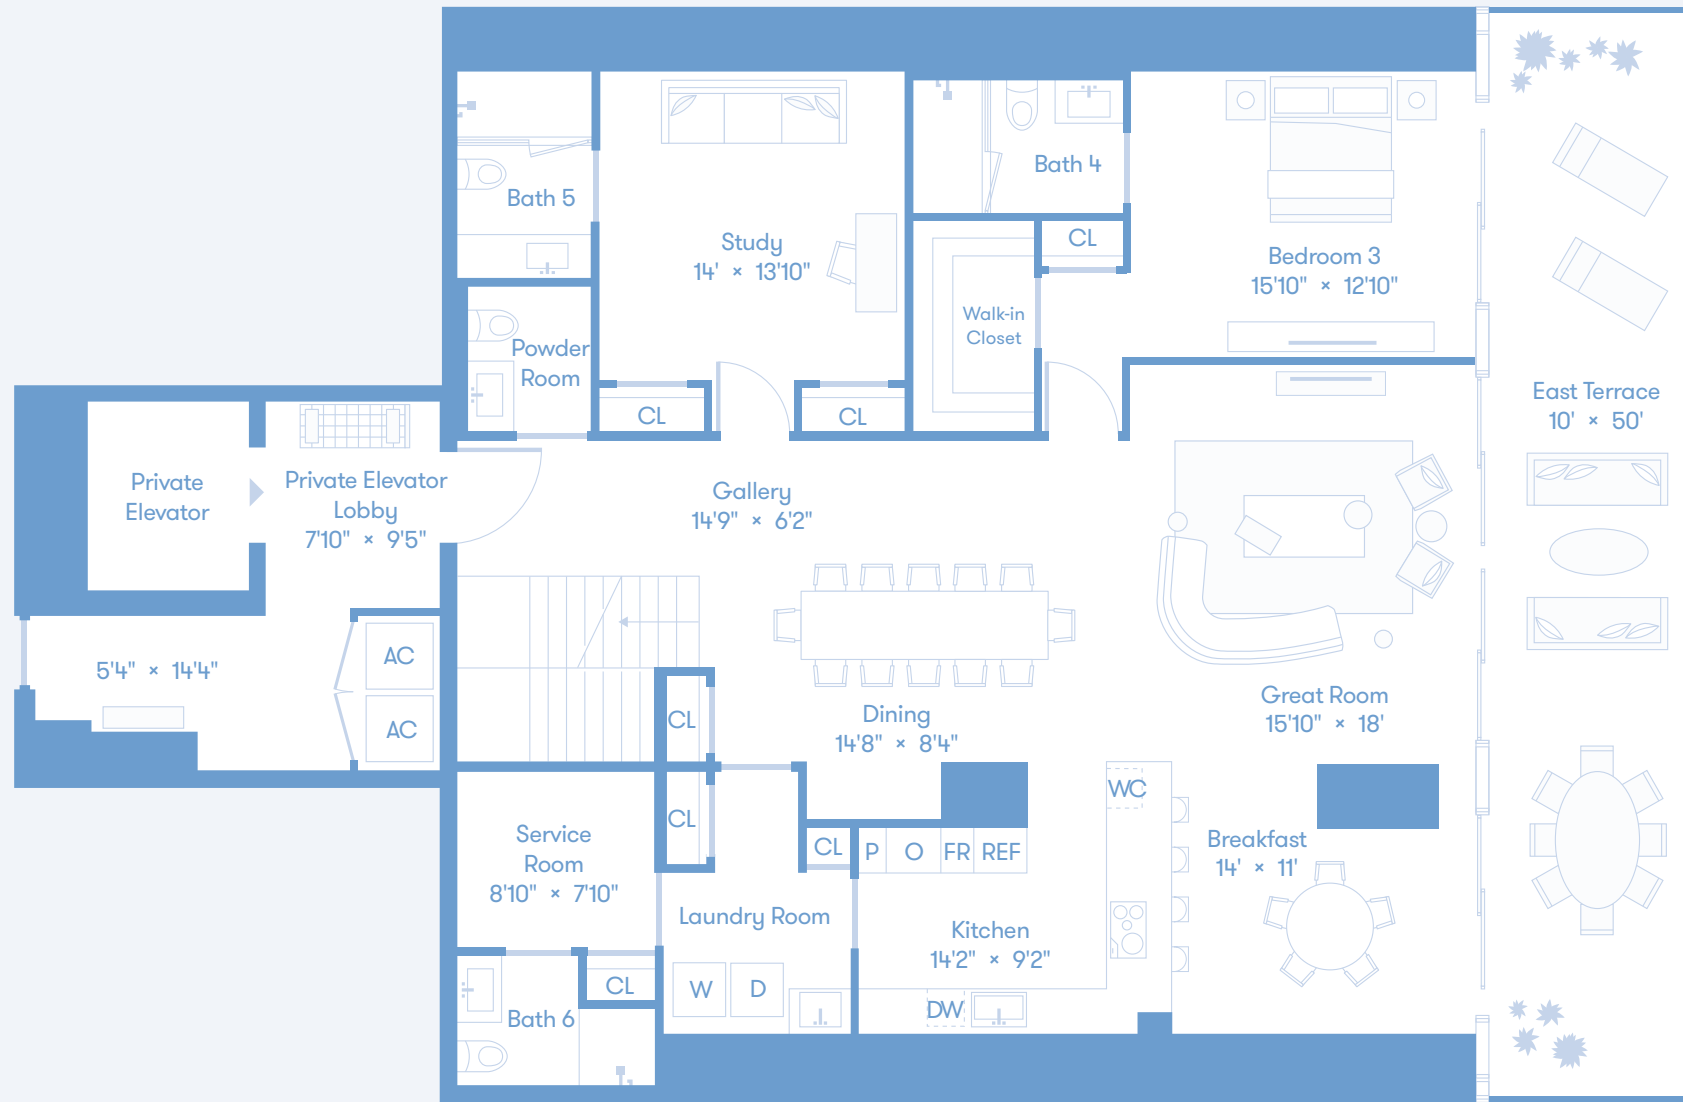 Bath 5
Study
14' × 13'10"
Bath 4
CL
Bedroom 3
15'10" × 12'10"
Walk-in
Closet
Powder
Room
CL
CL
East Terrace
10' × 50'
Private
Elevator
Private Elevator
Lobby
7'10" × 9'5"
Gallery
14'9" × 6'2"
5'4" × 14'4"
AC
AC
CL
Dining
14'8" × 8'4"
Great Room
15'10" × 18'
WC
CL
Service
Room
8'10" × 7'10"
CL
P
O
FR
REF
Breakfast
14' × 11'
Laundry Room
Kitchen
14'2" × 9'2"
W
D
CL
DW
Bath 6